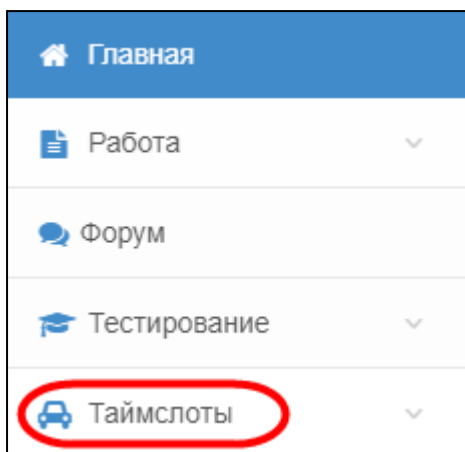 Главная
Работа
Форум
Тестирование
Таймслоты